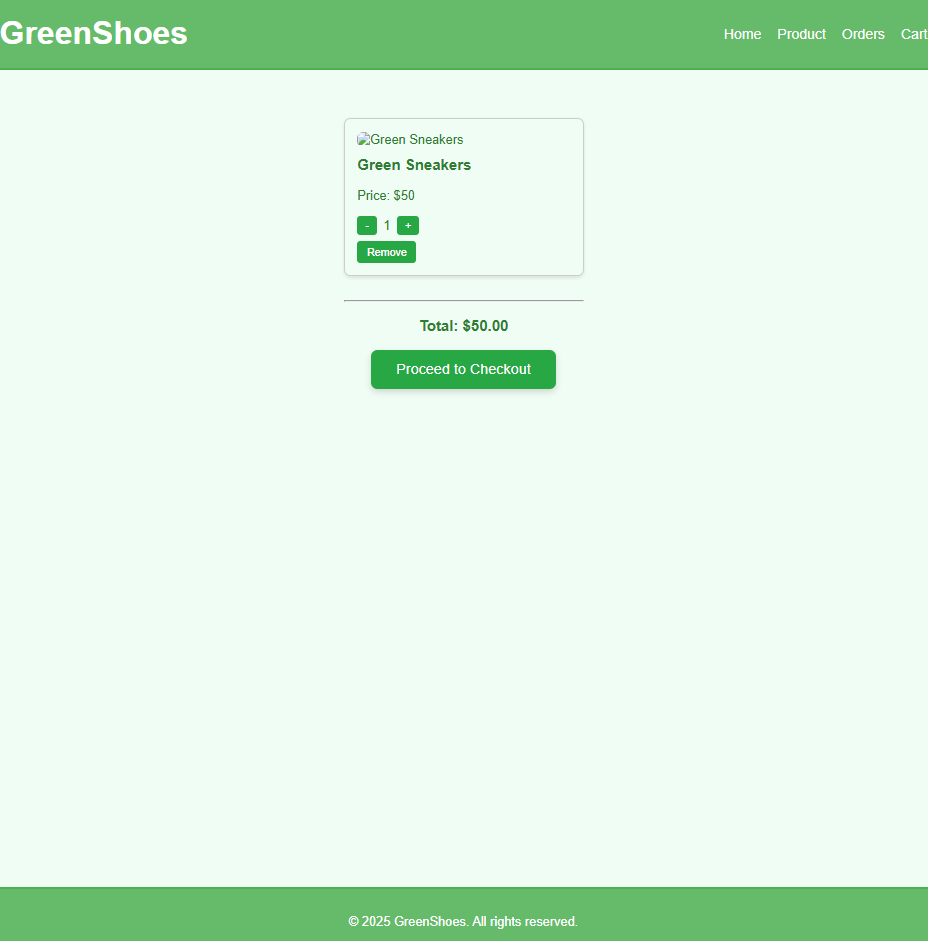 GreenShoes
Home Product Orders Cart
Green Sneakers
Green Sneakers
Price: $50
- 1 +
Remove
Total: $50.00
Proceed to Checkout
© 2025 GreenShoes. All rights reserved.